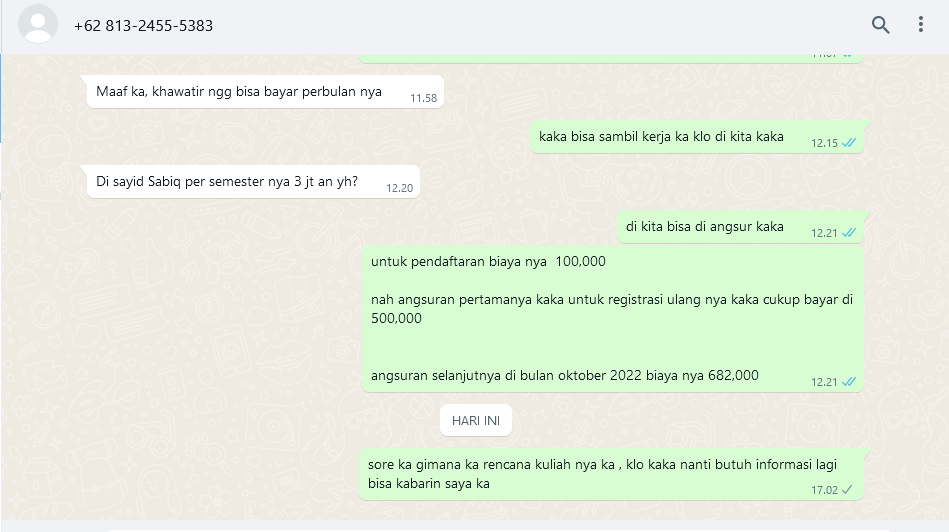 +62 813-2455-5383
Maaf ka, khawatir ngg bisa bayar perbulan nya
11.58
kaka bisa sambil kerja ka klo di kita kaka
12.15
Di sayid Sabiq per semester nya 3 jt an yh?
12.20
di kita bisa di angsur kaka
12.21
untuk pendaftaran biaya nya  100,000
nah angsuran pertamanya kaka untuk registrasi ulang nya kaka cukup bayar di
500,000
angsuran selanjutnya di bulan oktober 2022 biaya nya 682,000
12.21
HARI INI
sore ka gimana ka rencana kuliah nya ka , klo kaka nanti butuh informasi lagi
bisa kabarin saya ka
17.02